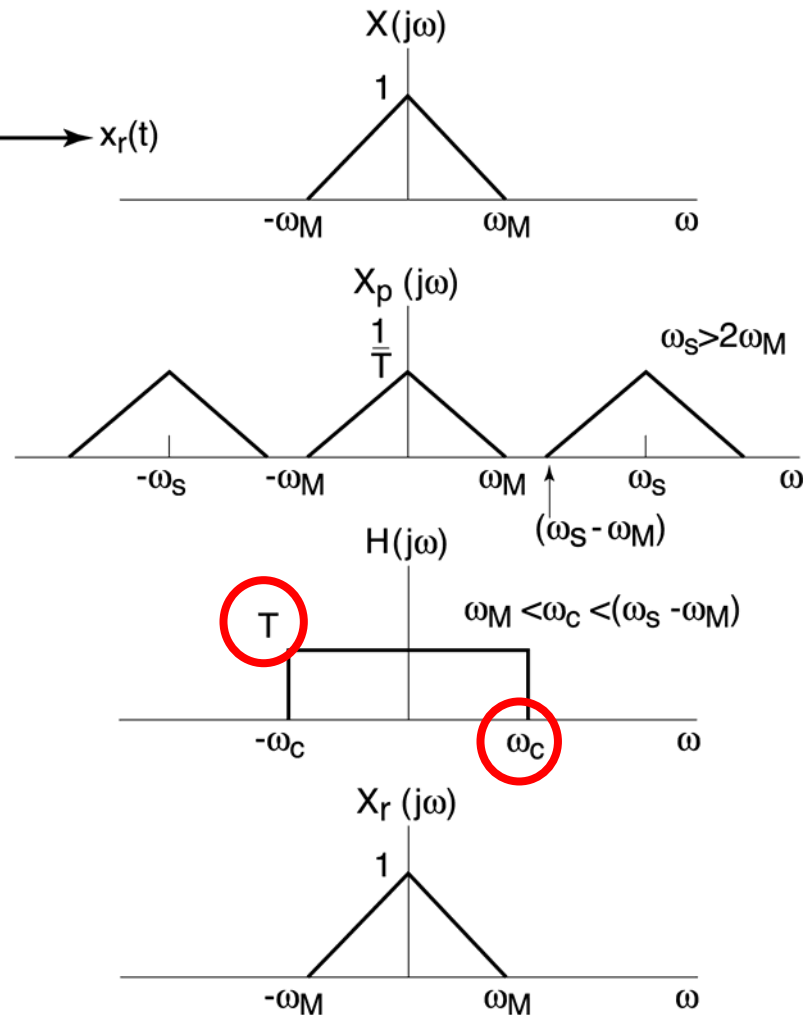 X(jω)
1
x_r(t)
-ω_M ω_M ω
X_p (jω)
1/T
ω_s>2ω_M
-ω_s -ω_M ω_M ω_s ω
(ω_s - ω_M)
H(jω)
T
ω_M <ω_c <(ω_s -ω_M)
-ω_c ω_c ω
X_r (jω)
1
-ω_M ω_M ω